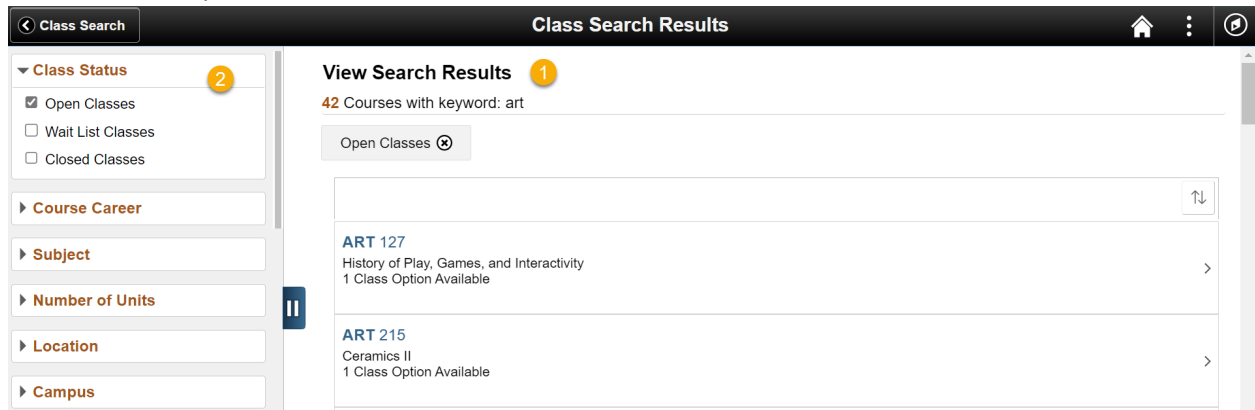 Class Search
Class Search Results
Class Status
2
Open Classes
Wait List Classes
Closed Classes
Course Career
Subject
Number of Units
Location
Campus
View Search Results 1
42 Courses with keyword: art
Open Classes
ART 127
History of Play, Games, and Interactivity
1 Class Option Available
ART 215
Ceramics II
1 Class Option Available